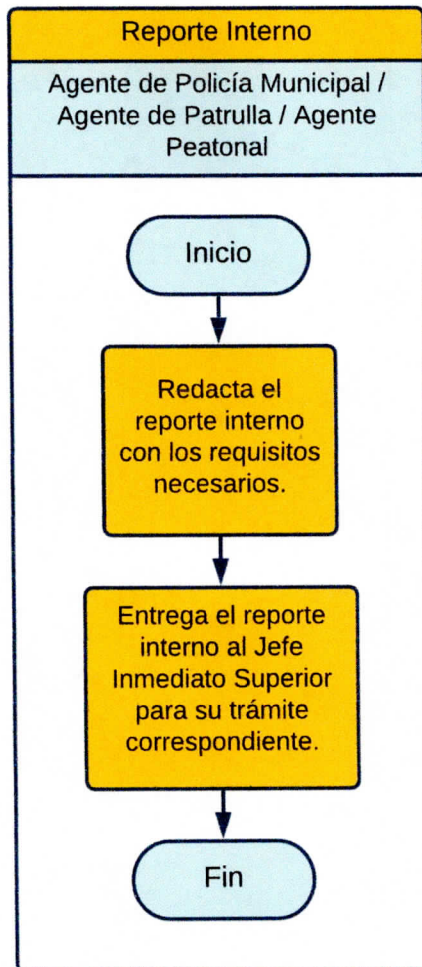 Reporte Interno
Agente de Policía Municipal /
Agente de Patrulla / Agente
Peatonal
Inicio
Redacta el
reporte interno
con los requisitos
necesarios.
Entrega el reporte
interno al Jefe
Inmediato Superior
para su trámite
correspondiente.
Fin